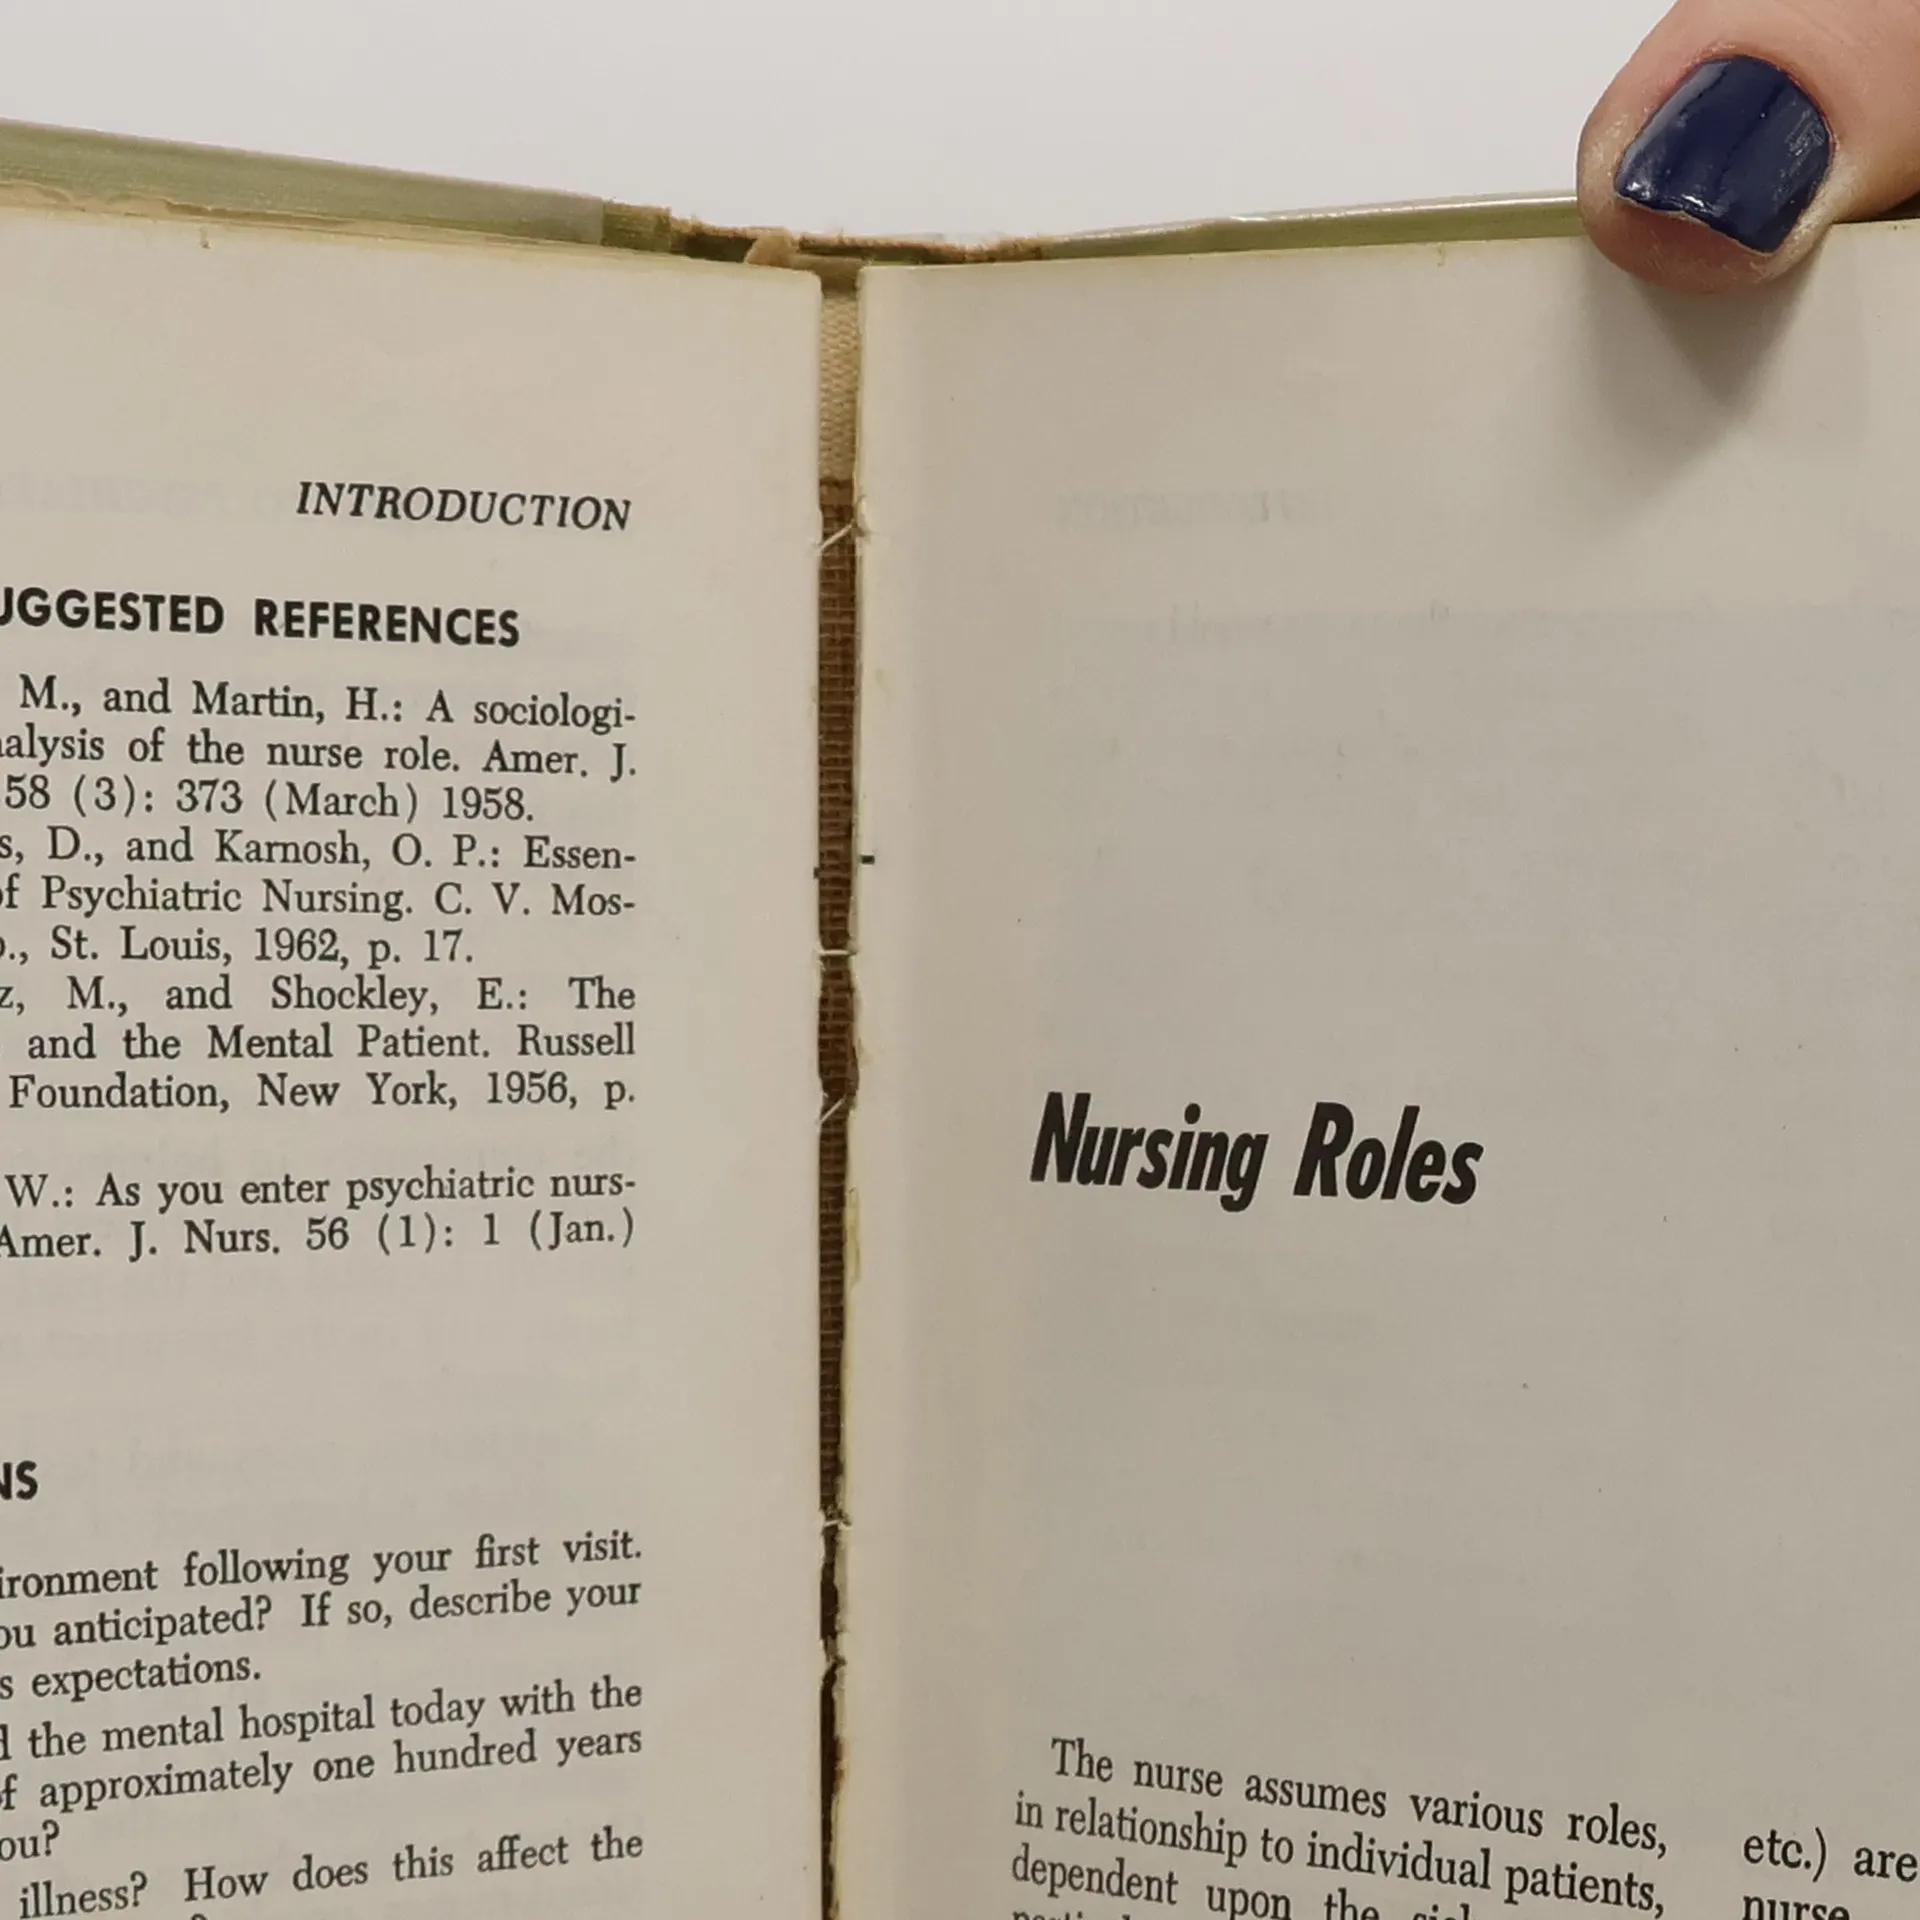 INTRODUCTION
UGGESTED REFERENCES
M., and Martin, H.: A sociologi-
alysis of the nurse role. Amer. J.
58 (3): 373 (March) 1958.
s, D., and Karnosh, O. P.: Essen-
of Psychiatric Nursing. C. V. Mos-
o., St. Louis, 1962, p. 17.
z, M., and Shockley, E.: The
and the Mental Patient. Russell
Foundation, New York, 1956, p.
W.: As you enter psychiatric nurs-
Amer. J. Nurs. 56 (1): 1 (Jan.)
NS
ironment following your first visit.
ou anticipated? If so, describe your
s expectations.
d the mental hospital today with the
of approximately one hundred years
ou?
illness? How does this affect the
Nursing Roles
The nurse assumes various roles,
in relationship to individual patients,
dependent upon the
etc.) are
nurse